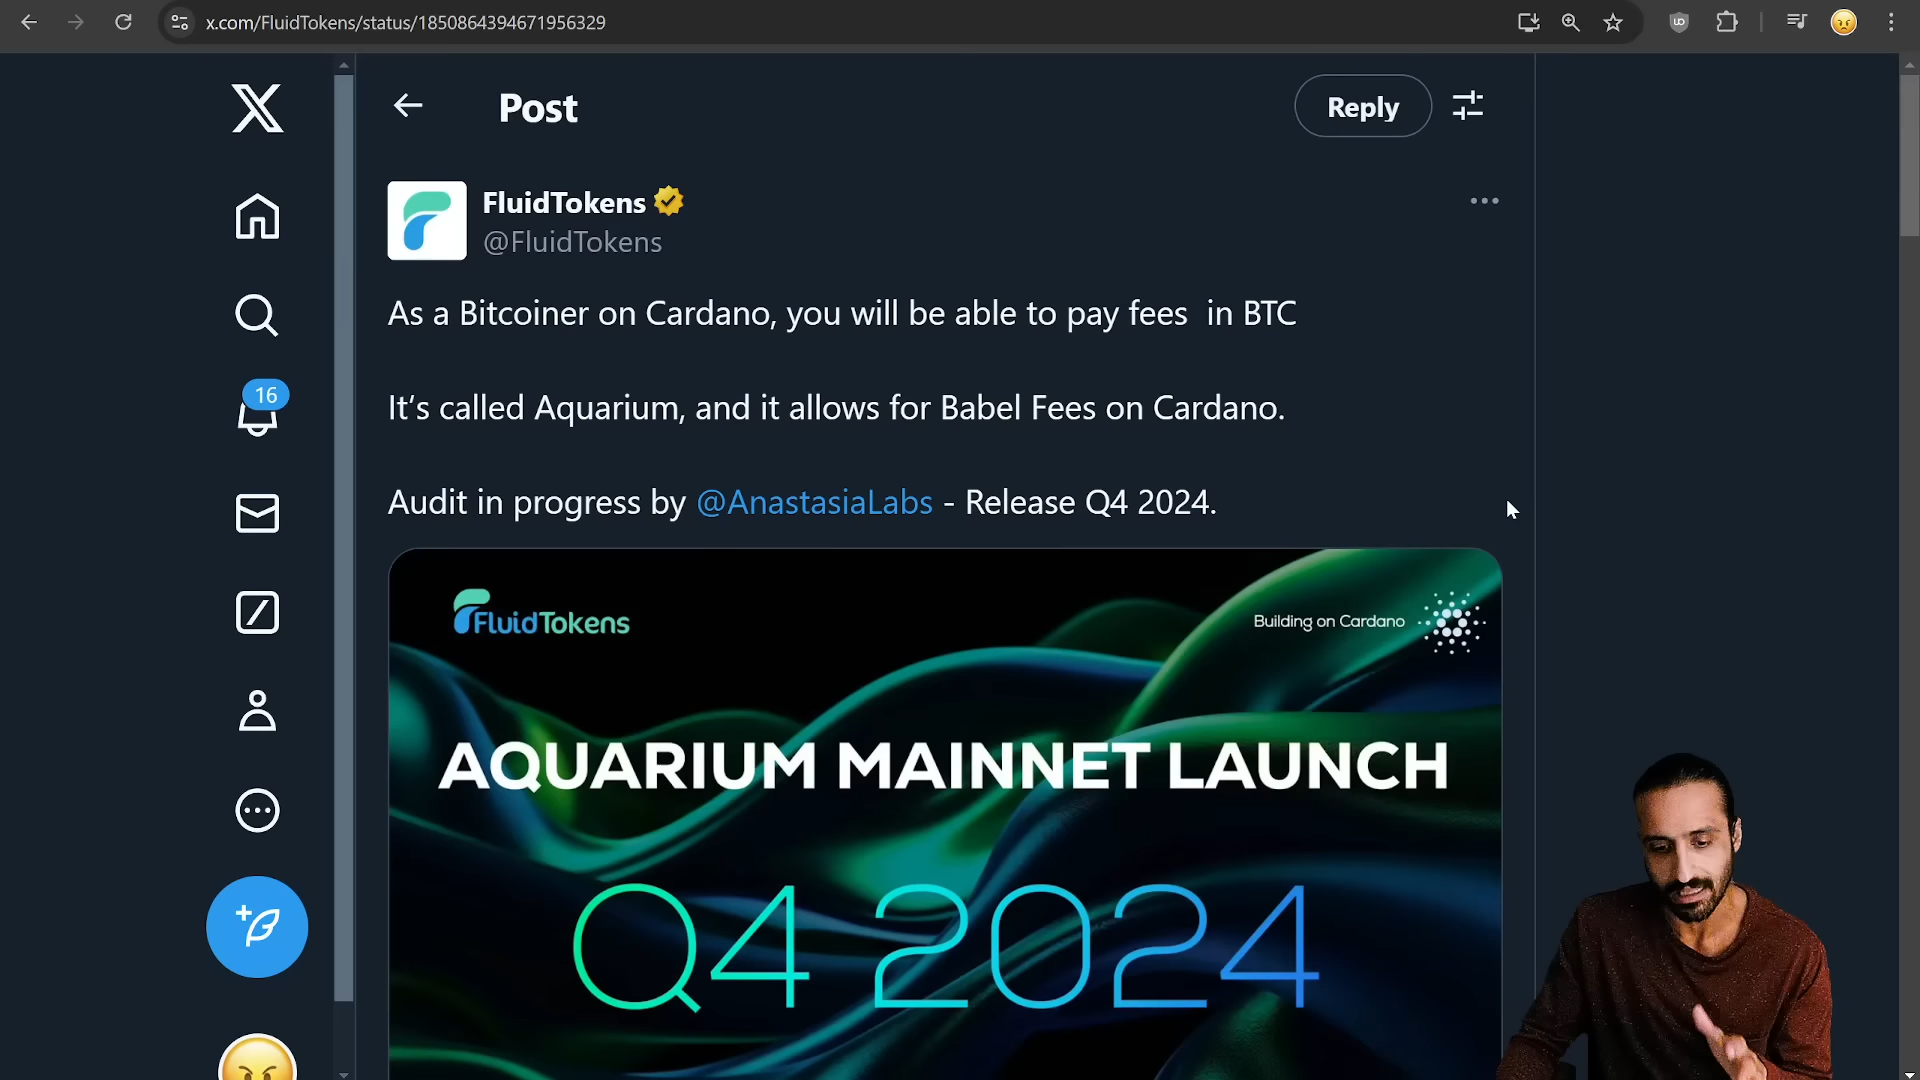 x.com/FluidTokens/status/1850864394671956329
Post
Reply
FluidTokens
@FluidTokens
As a Bitcoiner on Cardano, you will be able to pay fees  in BTC
It‘s called Aquarium, and it allows for Babel Fees on Cardano.
Audit in progress by @AnastasiaLabs - Release Q4 2024.
16
FluidTokens
Building on Cardano
AQUARIUM MAINNET LAUNCH
Q4 2024